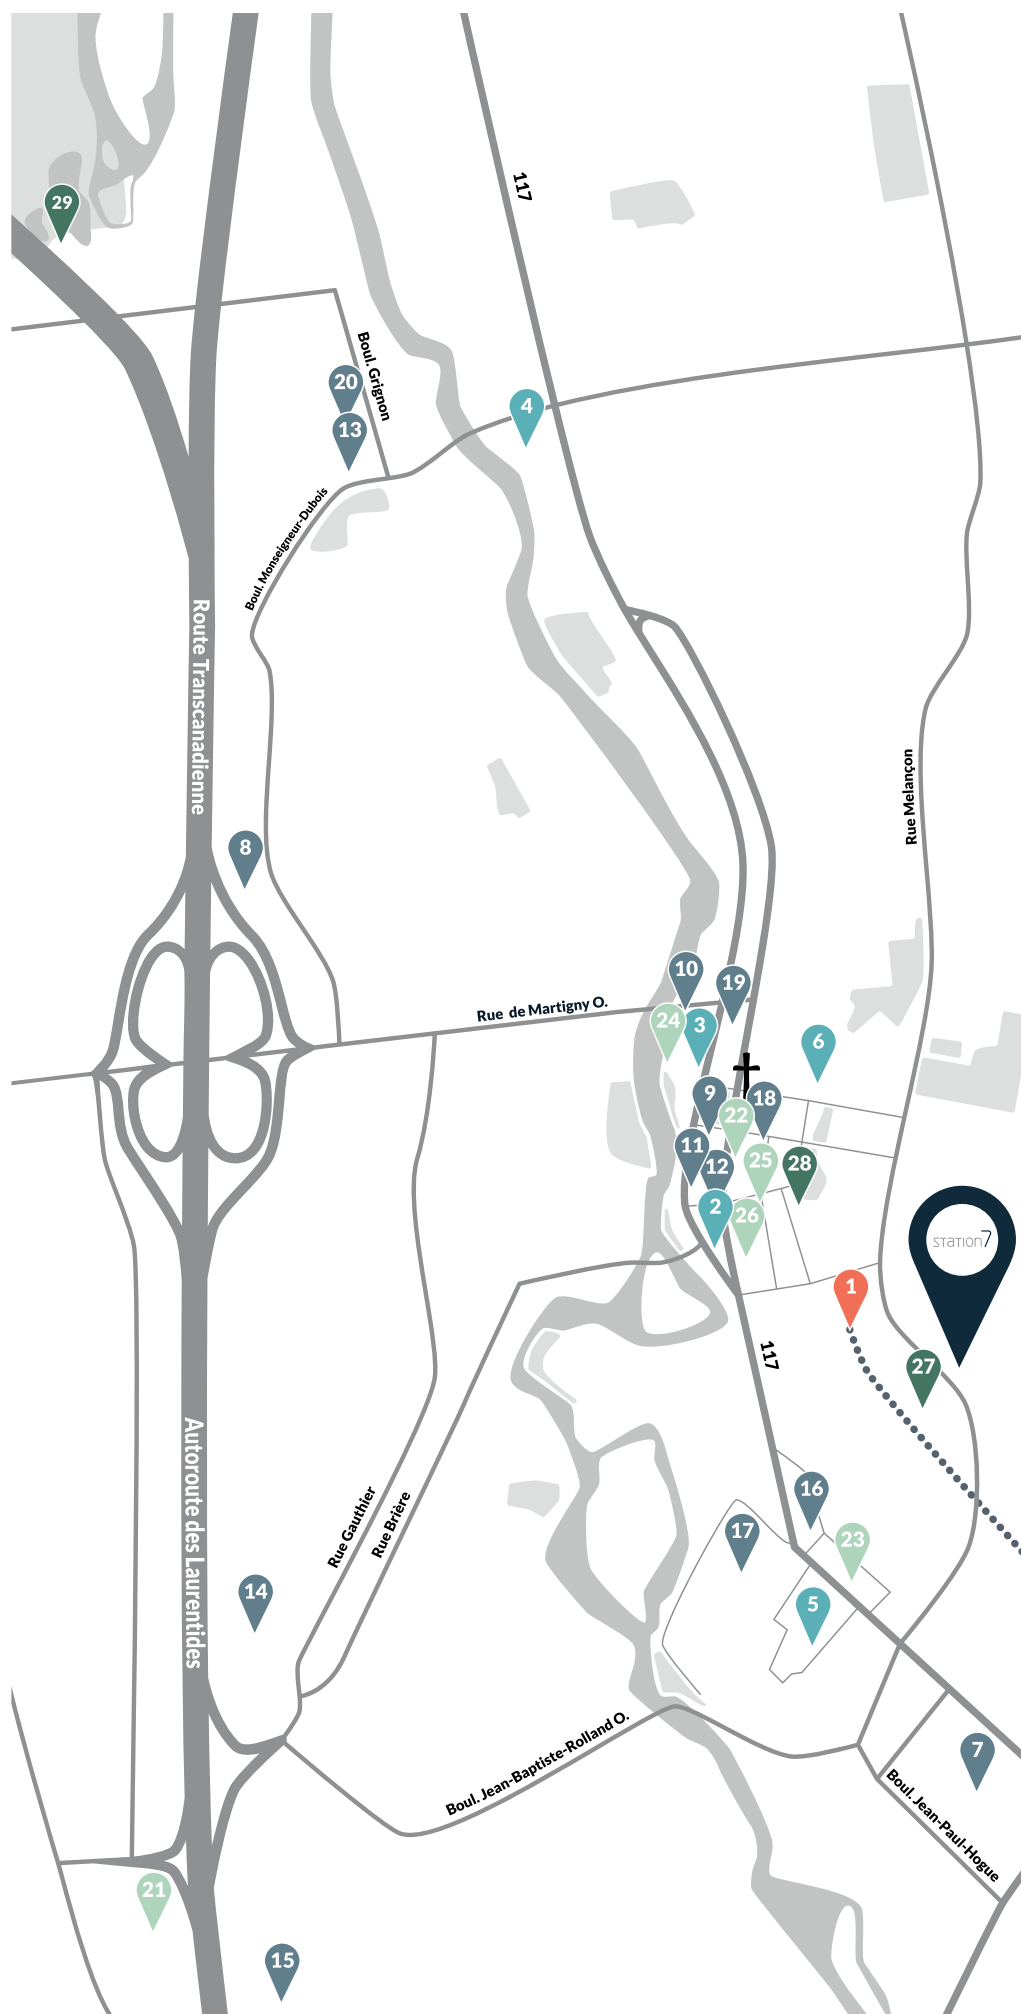 117
29
Boul. Grignon
20
4
13
Boul. Monseigneur-Dubois
Route Transcanadienne
Rue Melançon
8
10
19
Rue de Martigny O.
24
3
6
9
18
22
11
12
25
28
2
26
STATION7
1
117
27
Autoroute des Laurentides
Rue Gauthier
Rue Brière
16
17
23
14
5
Boul. Jean-Baptiste-Rolland O.
7
Boul. Jean-Paul-Hogue
21
15